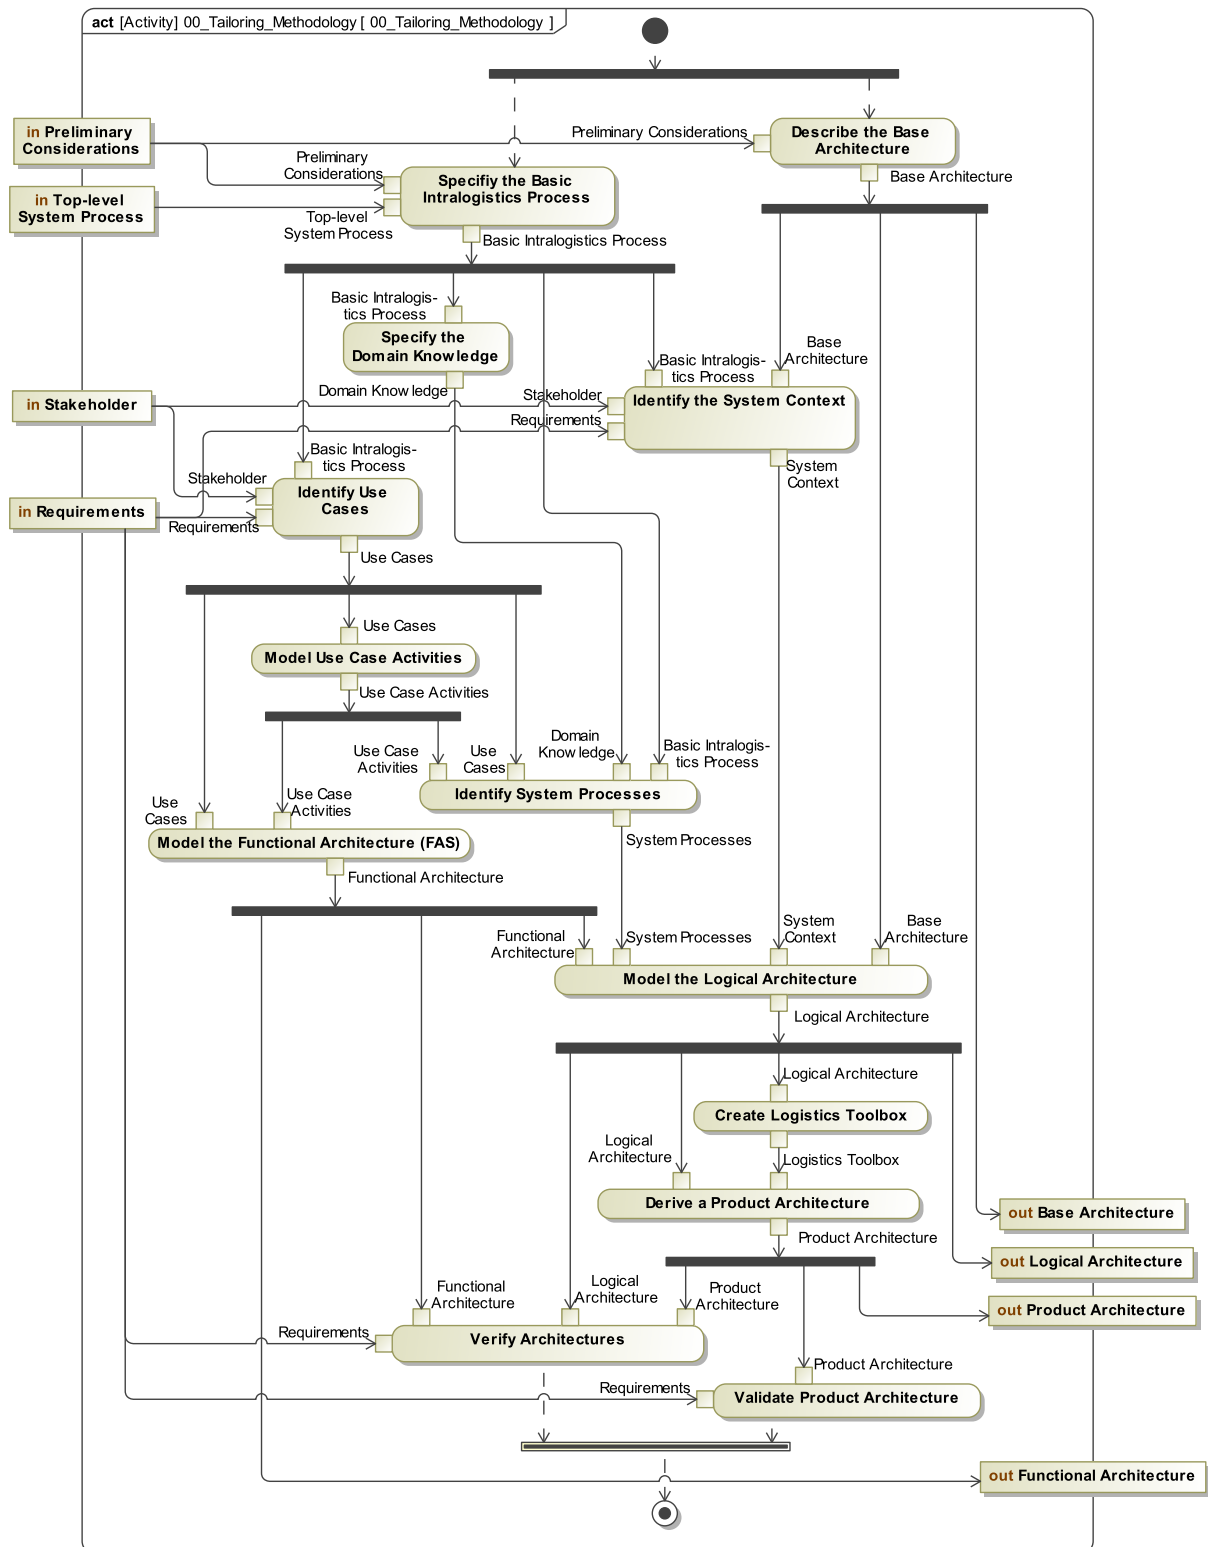 act [Activity] 00_Tailoring_Methodology [ 00_Tailoring_Methodology ]
in Preliminary
Considerations
Preliminary Considerations
Describe the Base
Architecture
Base Architecture
Preliminary
Considerations
Specifiy the Basic
Intralogistics Process
in Top-level
System Process
Top-level
System Process
Basic Intralogistics Process
Basic Intralogis-
tics Process
Specify the
Domain Knowledge
Domain Knowledge
Base
Architecture
Basic Intralogis-
tics Process
in Stakeholder
Stakeholder
Requirements
Identify the System Context
System
Context
Basic Intralogis-
tics Process
Stakeholder
in Requirements
Requirements
Identify Use
Cases
Use Cases
Use Cases
Model Use Case Activities
Use Case Activities
Use Case
Activities
Use
Cases
Domain
Knowledge
Basic Intralogis-
tics Process
Identify System Processes
System Processes
Use
Cases
Use Case
Activities
Model the Functional Architecture (FAS)
Functional Architecture
Functional
Architecture
System Processes
System
Context
Base
Architecture
Model the Logical Architecture
Logical Architecture
Logical Architecture
Create Logistics Toolbox
Logical
Architecture
Logistics Toolbox
Derive a Product Architecture
Product Architecture
out Base Architecture
out Logical Architecture
out Product Architecture
Functional
Architecture
Logical
Architecture
Product
Architecture
Requirements
Verify Architectures
Product Architecture
Requirements
Validate Product Architecture
out Functional Architecture